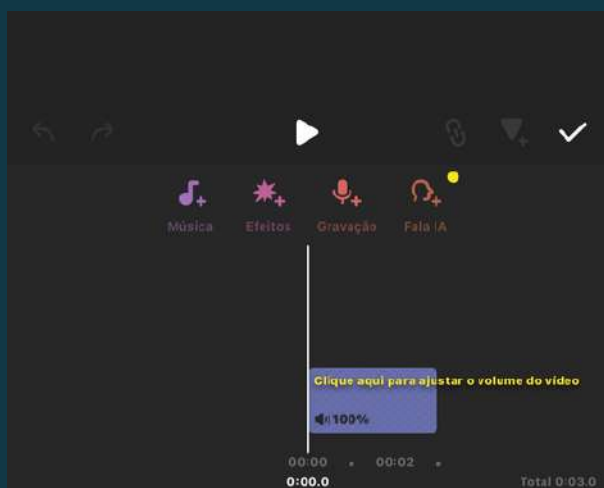 Música Efeitos Gravação Fala IA
Clique aqui para ajustar o volume do vídeo
100%
00:00 00:02
0:00.0 Total 0:03.0